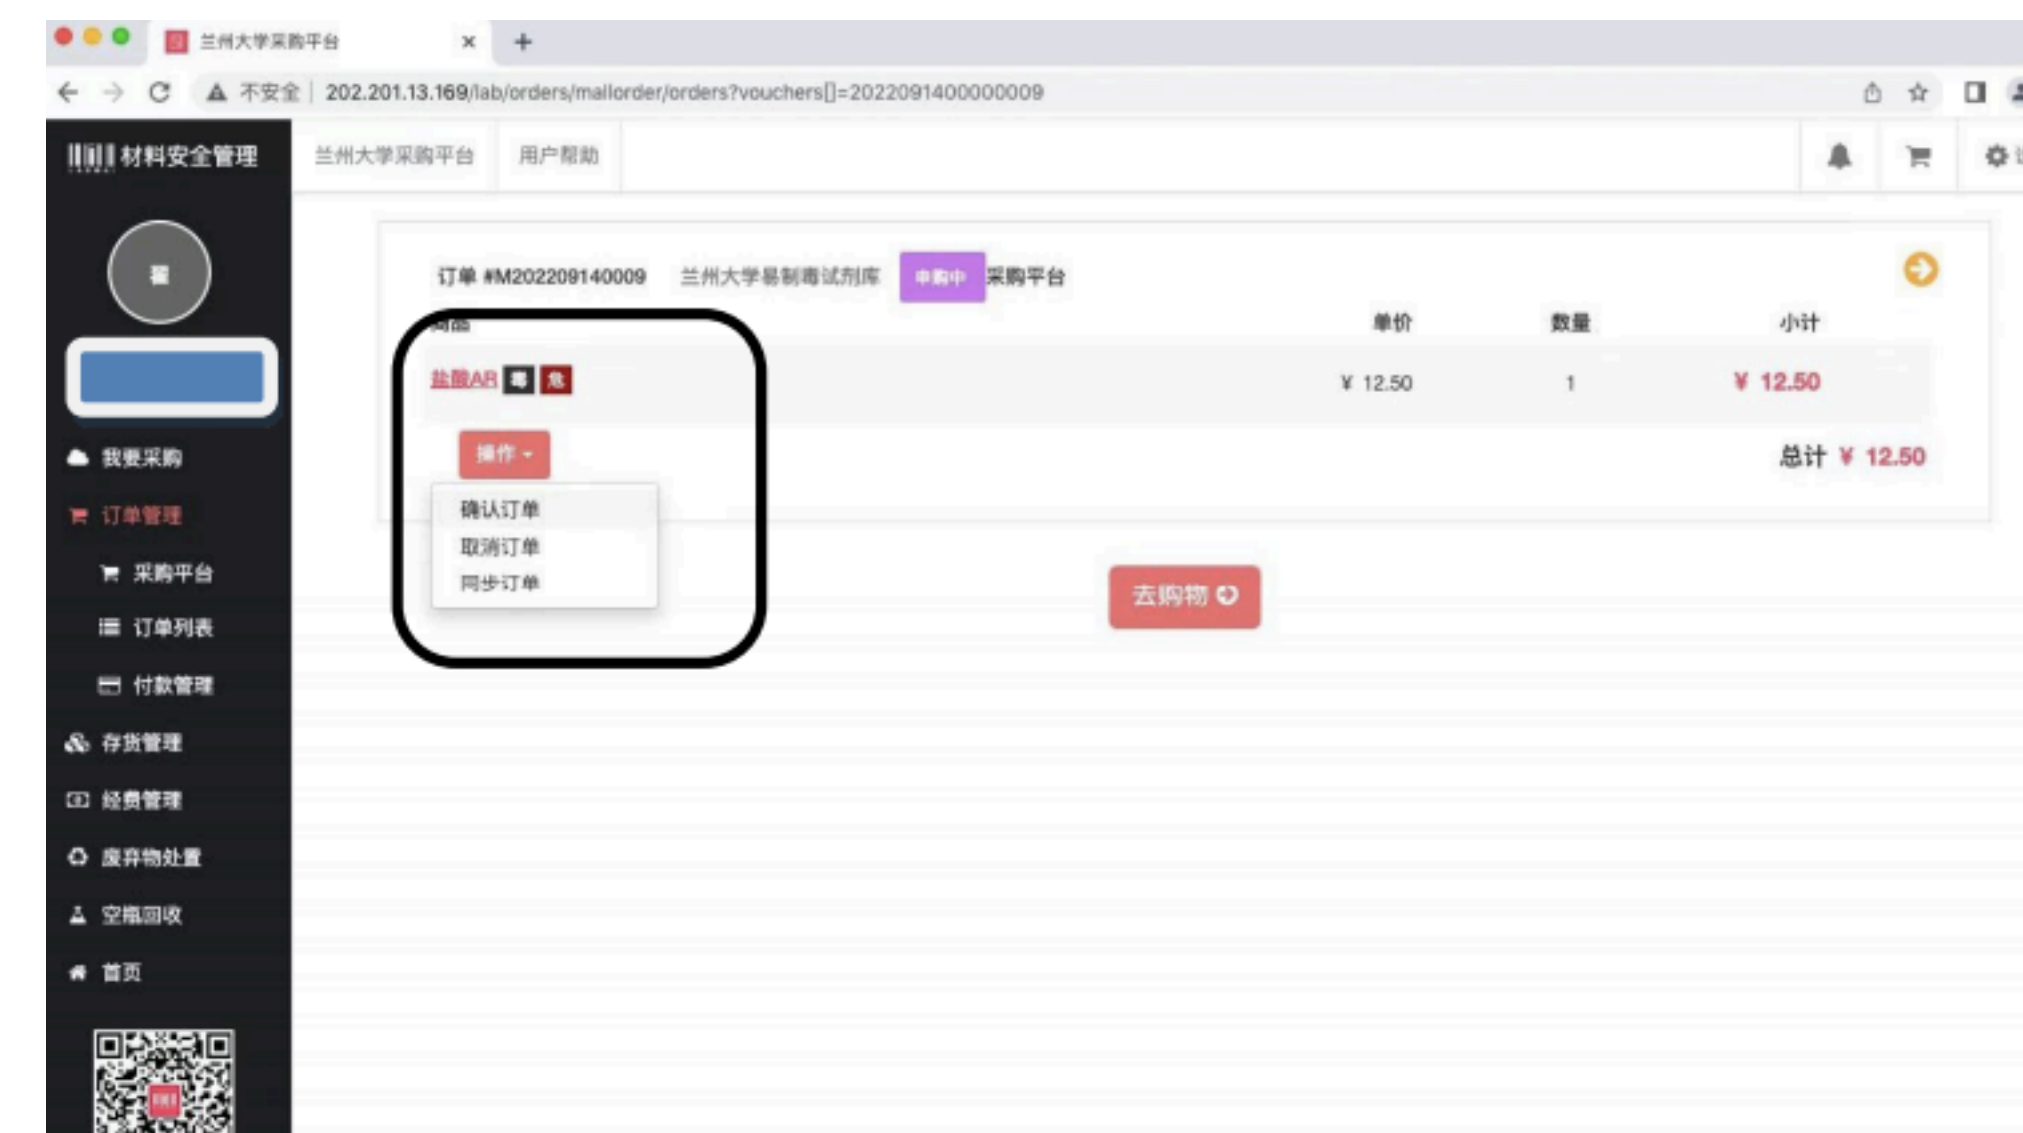 兰州大学采购平台
不安全 202.201.13.169/lab/orders/mallorder/orders?vouchers[]=2022091400000009
材料安全管理 兰州大学采购平台 用户帮助
订单 #M202209140009 兰州大学易制毒试剂库 申购中 采购平台
商品 单价 数量 小计
盐酸AR 毒 危 ¥ 12.50 1 ¥ 12.50
操作
总计 ¥ 12.50
确认订单
取消订单
同步订单
去购物
我要采购
订单管理
采购平台
订单列表
付款管理
存货管理
经费管理
废弃物处置
空瓶回收
首页